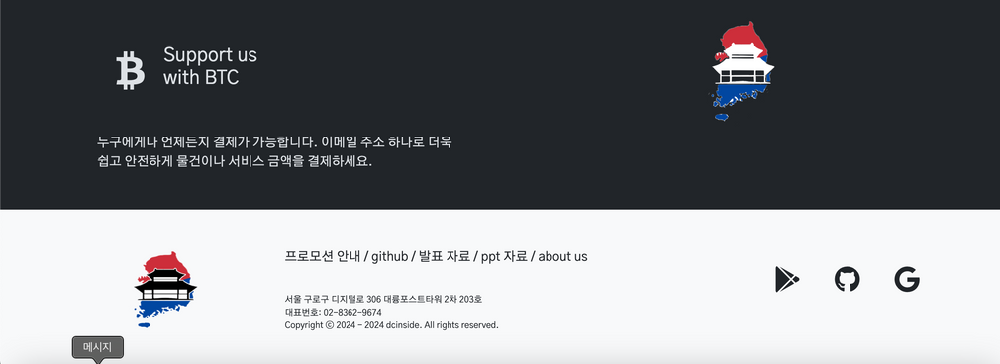 Support us
with BTC
누구에게나 언제든지 결제가 가능합니다. 이메일 주소 하나로 더욱
쉽고 안전하게 물건이나 서비스 금액을 결제하세요.
프로모션 안내 / github / 발표 자료 / ppt 자료 / about us
서울 구로구 디지털로 306 대륭포스트타워 2차 203호
대표번호: 02-8362-9674
Copyright ⓒ 2024 - 2024 dcinside. All rights reserved.
메시지